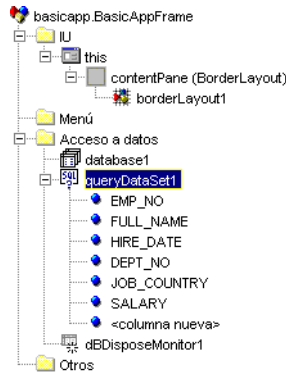 basicapp.BasicAppFrame
IU
this
contentPane (BorderLayout)
borderLayout1
Menú
Acceso a datos
database1
SQL queryDataSet1
EMP_NO
FULL_NAME
HIRE_DATE
DEPT_NO
JOB_COUNTRY
SALARY
<columna nueva>
dBDisposeMonitor1
Otros